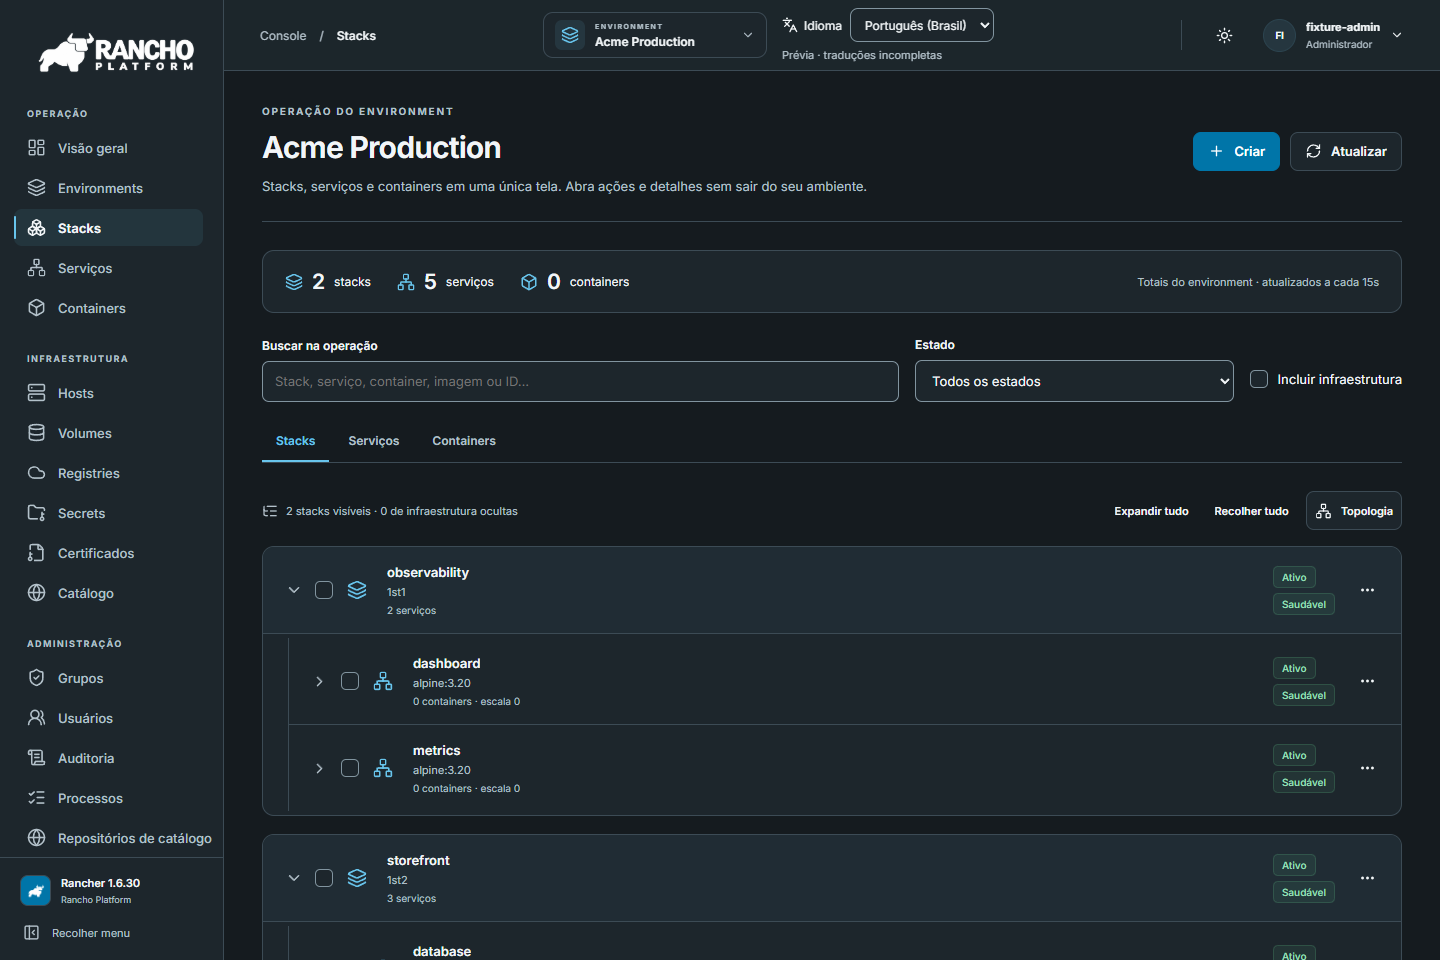 RANCHO
PLATFORM
Console / Stacks
ENVIRONMENT
Acme Production
Idioma
Português (Brasil)
Prévia · traduções incompletas
FI
fixture-admin
Administrador
OPERAÇÃO
Visão geral
Environments
Stacks
Serviços
Containers
INFRAESTRUTURA
Hosts
Volumes
Registries
Secrets
Certificados
Catálogo
ADMINISTRAÇÃO
Grupos
Usuários
Auditoria
Processos
Repositórios de catálogo
Rancher 1.6.30
Rancho Platform
Recolher menu
OPERAÇÃO DO ENVIRONMENT
Acme Production
Stacks, serviços e containers em uma única tela. Abra ações e detalhes sem sair do seu ambiente.
Criar
Atualizar
2 stacks
5 serviços
0 containers
Totais do environment · atualizados a cada 15s
Buscar na operação
Stack, serviço, container, imagem ou ID...
Estado
Todos os estados
Incluir infraestrutura
Stacks
Serviços
Containers
2 stacks visíveis · 0 de infraestrutura ocultas
Expandir tudo
Recolher tudo
Topologia
observability
1st1
2 serviços
Ativo
Saudável
dashboard
alpine:3.20
0 containers · escala 0
Ativo
Saudável
metrics
alpine:3.20
0 containers · escala 0
Ativo
Saudável
storefront
1st2
3 serviços
Ativo
Saudável
database
Ativo